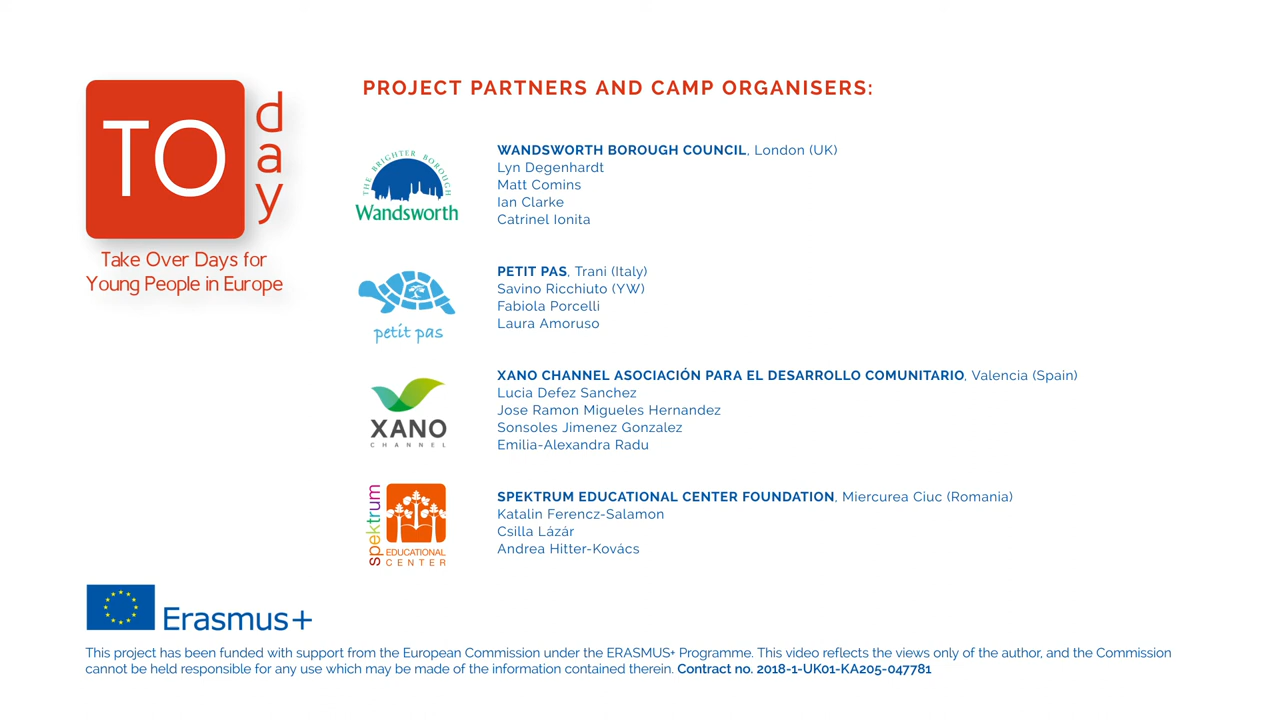 TO
day
Take Over Days for
Young People in Europe
PROJECT PARTNERS AND CAMP ORGANISERS:
THE BRIGHTER BOROUGH
Wandsworth
WANDSWORTH BOROUGH COUNCIL, London (UK)
Lyn Degenhardt
Matt Comins
Ian Clarke
Catrinel Ionita
petit pas
PETIT PAS, Trani (Italy)
Savino Ricchiuto (YW)
Fabiola Porcelli
Laura Amoruso
XANO
CHANNEL
XANO CHANNEL ASOCIACIÓN PARA EL DESARROLLO COMUNITARIO, Valencia (Spain)
Lucia Defez Sanchez
Jose Ramon Migueles Hernandez
Sonsoles Jimenez Gonzalez
Emilia-Alexandra Radu
spektrum
EDUCATIONAL
CENTER
SPEKTRUM EDUCATIONAL CENTER FOUNDATION, Miercurea Ciuc (Romania)
Katalin Ferencz-Salamon
Csilla Lázár
Andrea Hitter-Kovács
Erasmus+
This project has been funded with support from the European Commission under the ERASMUS+ Programme. This video reflects the views only of the author, and the Commission
cannot be held responsible for any use which may be made of the information contained therein. Contract no. 2018-1-UK01-KA205-047781